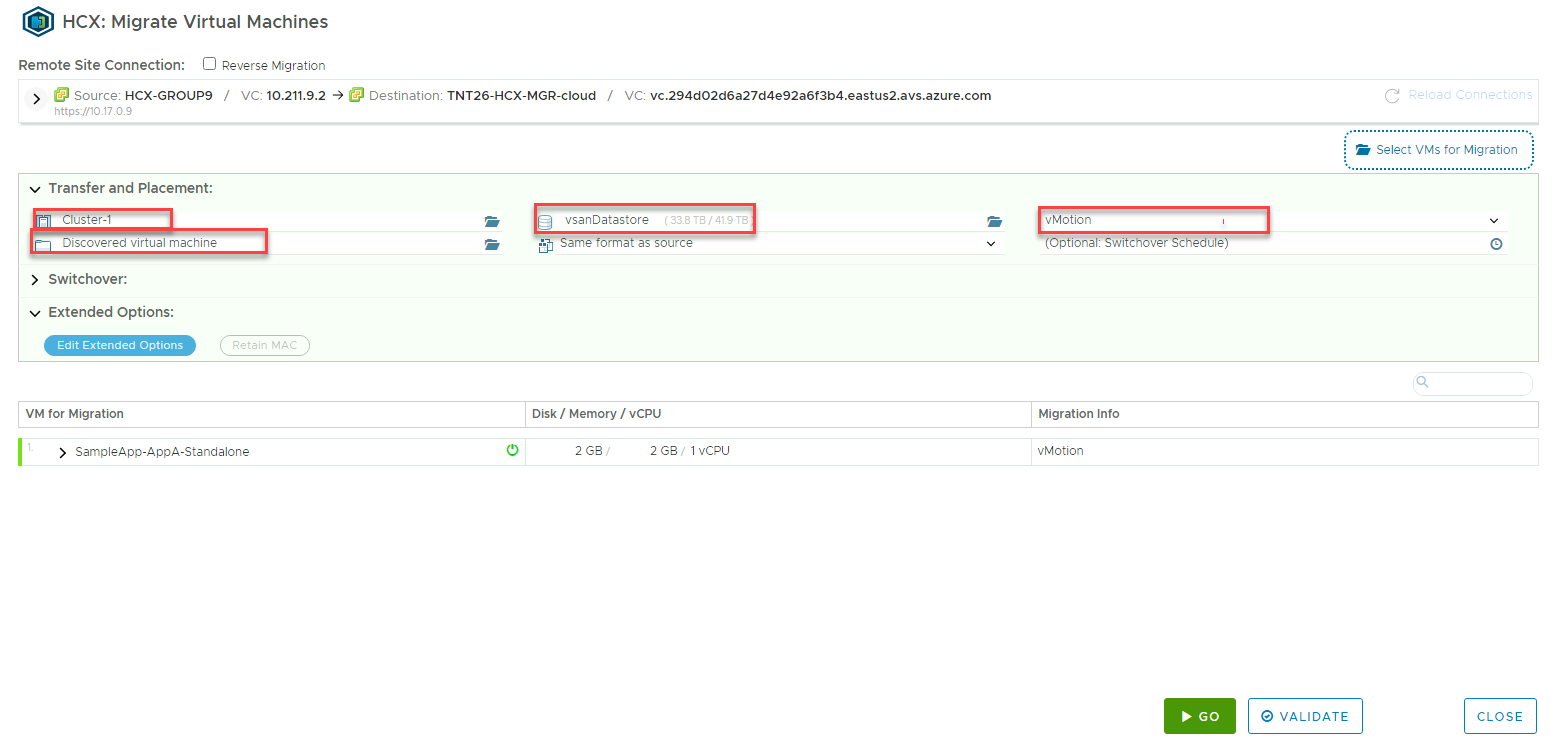 HCX: Migrate Virtual Machines
Remote Site Connection: Reverse Migration
Source: HCX-GROUP9 / VC: 10.211.9.2 → Destination: TNT26-HCX-MGR-cloud / VC: vc.294d02d6a27d4e92a6f3b4.eastus2.avs.azure.com Reload Connections
https://10.17.0.9
Select VMs for Migration
Transfer and Placement:
Cluster-1 vsanDatastore ( 33.8 TB / 41.9 TB ) vMotion
Discovered virtual machine Same format as source (Optional: Switchover Schedule)
Switchover:
Extended Options:
Edit Extended Options Retain MAC
VM for Migration Disk / Memory / vCPU Migration Info
1. SampleApp-AppA-Standalone 2 GB / 2 GB / 1 vCPU vMotion
GO VALIDATE CLOSE